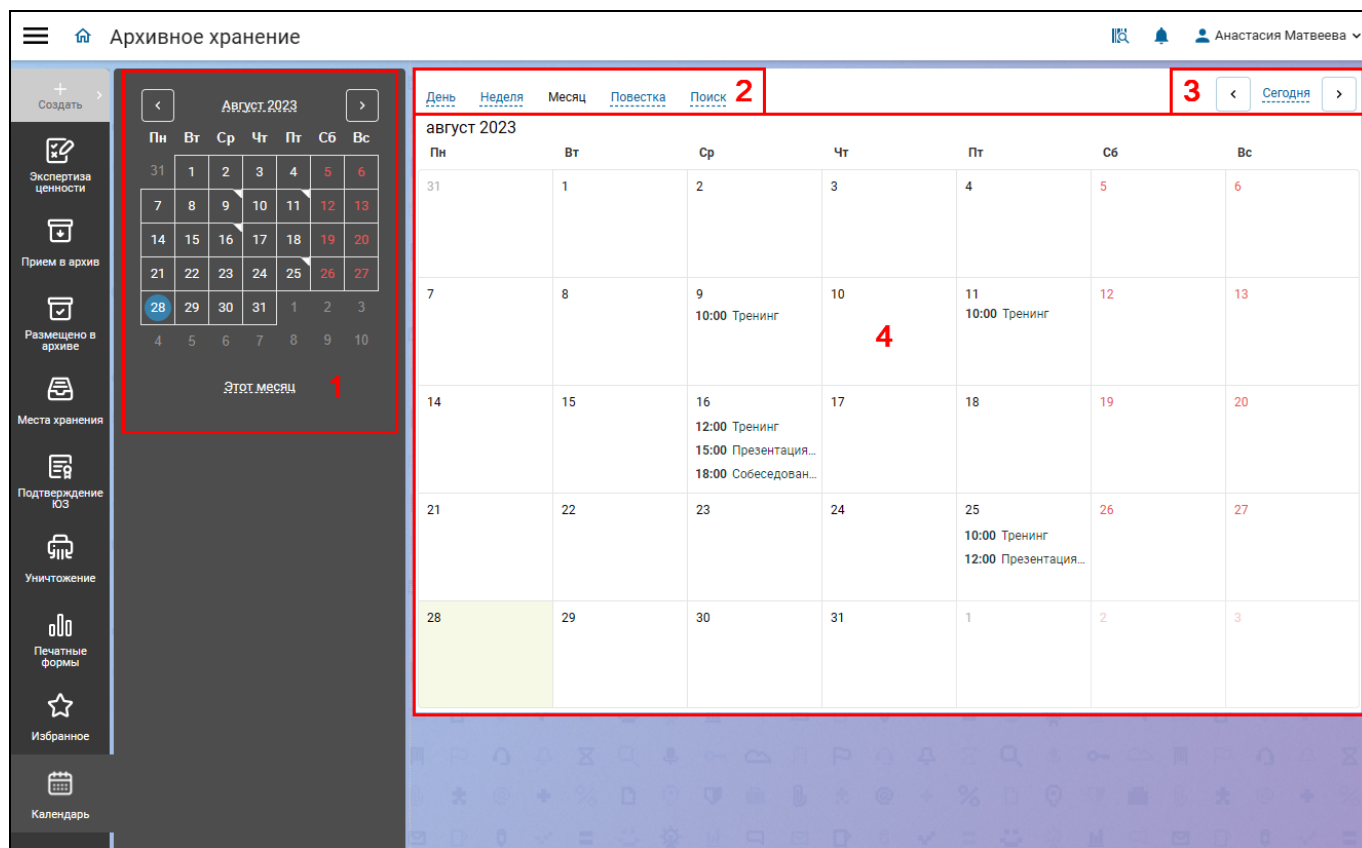 Архивное хранение
Анастасия Матвеева
Создать
Экспертиза
ценности
Прием в архив
Размещено в
архиве
Места хранения
Подтверждение
ЮЗ
Уничтожение
Печатные
формы
Избранное
Календарь
Август 2023
Пн Вт Ср Чт Пт Сб Вс
31 1 2 3 4 5 6
7 8 9 10 11 12 13
14 15 16 17 18 19 20
21 22 23 24 25 26 27
28 29 30 31 1 2 3
4 5 6 7 8 9 10
Этот месяц 1
День Неделя Месяц Повестка Поиск 2
3 Сегодня
август 2023
Пн Вт Ср Чт Пт Сб Вс
31 1 2 3 4 5 6
7 8 9 10 11 12 13
10:00 Тренинг 10:00 Тренинг
4
14 15 16 17 18 19 20
12:00 Тренинг
15:00 Презентация...
18:00 Собеседован...
21 22 23 24 25 26 27
10:00 Тренинг
12:00 Презентация...
28 29 30 31 1 2 3